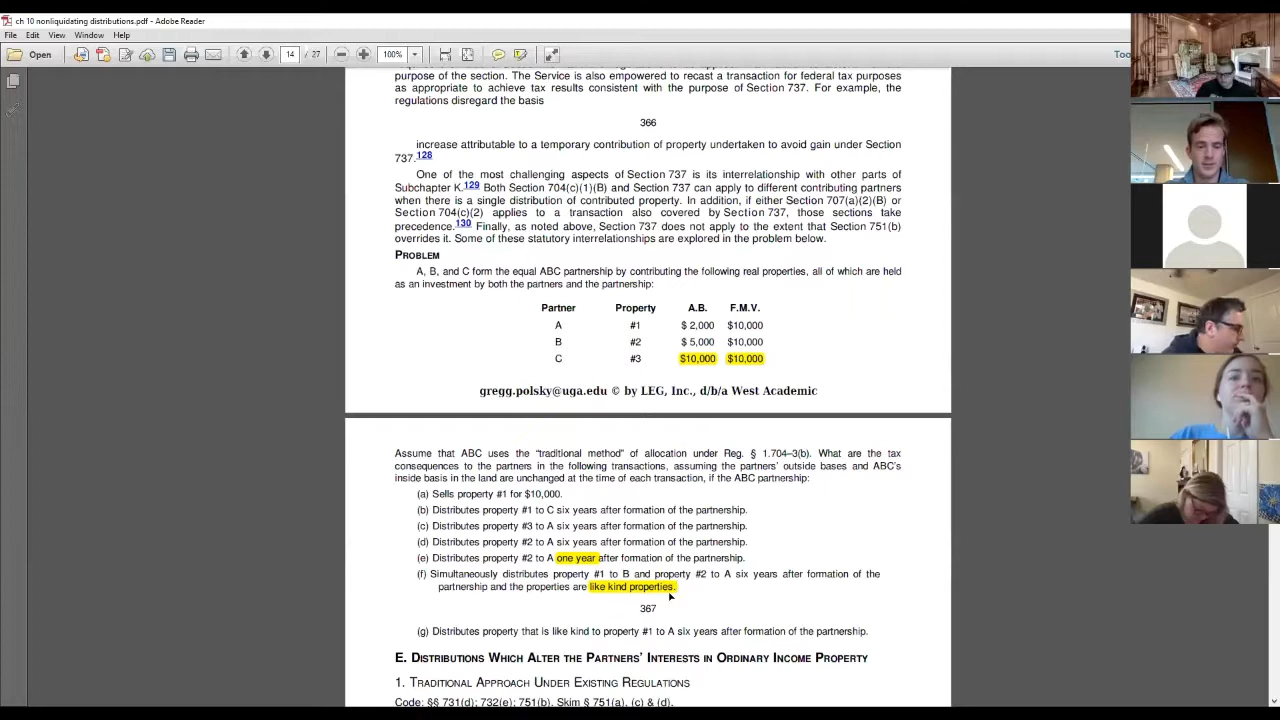 ch 10 nonliquidating distributions.pdf - Adobe Reader
File Edit View Window Help
Open 14 / 27 100%
purpose of the section. The Service is also empowered to recast a transaction for federal tax purposes
as appropriate to achieve tax results consistent with the purpose of Section 737. For example, the
regulations disregard the basis
366
increase attributable to a temporary contribution of property undertaken to avoid gain under Section
737.128
One of the most challenging aspects of Section 737 is its interrelationship with other parts of
Subchapter K.129 Both Section 704(c)(1)(B) and Section 737 can apply to different contributing partners
when there is a single distribution of contributed property. In addition, if either Section 707(a)(2)(B) or
Section 704(c)(2) applies to a transaction also covered by Section 737, those sections take
precedence.130 Finally, as noted above, Section 737 does not apply to the extent that Section 751(b)
overrides it. Some of these statutory interrelationships are explored in the problem below.
PROBLEM
A, B, and C form the equal ABC partnership by contributing the following real properties, all of which are held
as an investment by both the partners and the partnership:
Partner Property A.B. F.M.V.
A #1 $ 2,000 $10,000
B #2 $ 5,000 $10,000
C #3 $10,000 $10,000
gregg.polsky@uga.edu © by LEG, Inc., d/b/a West Academic
Assume that ABC uses the “traditional method” of allocation under Reg. § 1.704–3(b). What are the tax
consequences to the partners in the following transactions, assuming the partners’ outside bases and ABC’s
inside basis in the land are unchanged at the time of each transaction, if the ABC partnership:
(a) Sells property #1 for $10,000.
(b) Distributes property #1 to C six years after formation of the partnership.
(c) Distributes property #3 to A six years after formation of the partnership.
(d) Distributes property #2 to A six years after formation of the partnership.
(e) Distributes property #2 to A one year after formation of the partnership.
(f) Simultaneously distributes property #1 to B and property #2 to A six years after formation of the
partnership and the properties are like kind properties.
367
(g) Distributes property that is like kind to property #1 to A six years after formation of the partnership.
E. DISTRIBUTIONS WHICH ALTER THE PARTNERS’ INTERESTS IN ORDINARY INCOME PROPERTY
1. TRADITIONAL APPROACH UNDER EXISTING REGULATIONS
Code: §§ 731(d); 732(e); 751(b). Skim § 751(a), (c) & (d).